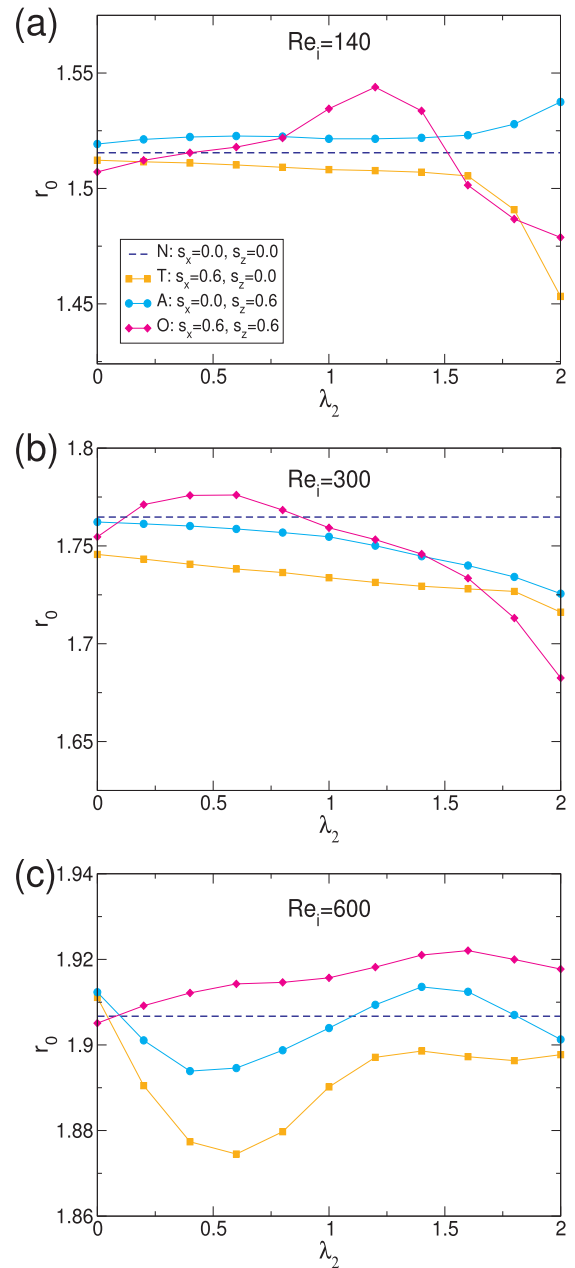 (a)
Re_i=140
1.55
1.5
1.45
r_0
N: s_x=0.0, s_z=0.0
T: s_x=0.6, s_z=0.0
A: s_x=0.0, s_z=0.6
O: s_x=0.6, s_z=0.6
0 0.5 1 1.5 2
λ_2
(b)
Re_i=300
1.8
1.75
1.7
1.65
r_0
0 0.5 1 1.5 2
λ_2
(c)
Re_i=600
1.94
1.92
1.9
1.88
1.86
r_0
0 0.5 1 1.5 2
λ_2